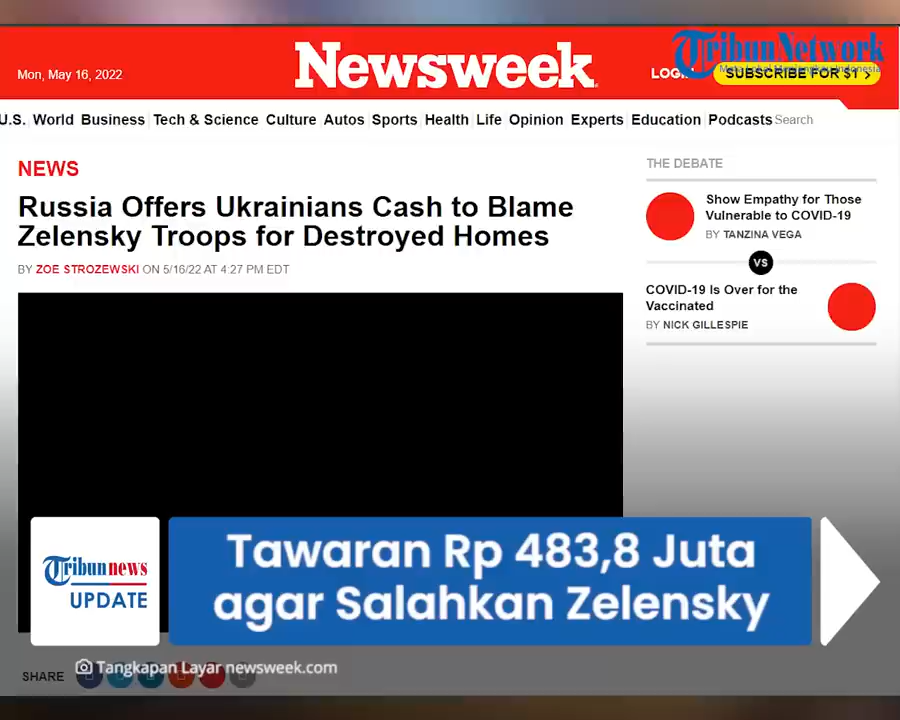 Mon, May 16, 2022
Newsweek
LOGIN
SUBSCRIBE FOR $1 >
Tribun Network
U.S. World Business Tech & Science Culture Autos Sports Health Life Opinion Experts Education Podcasts Search
NEWS
Russia Offers Ukrainians Cash to Blame
Zelensky Troops for Destroyed Homes
BY ZOE STROZEWSKI ON 5/16/22 AT 4:27 PM EDT
THE DEBATE
Show Empathy for Those
Vulnerable to COVID-19
BY TANZINA VEGA
VS
COVID-19 Is Over for the
Vaccinated
BY NICK GILLESPIE
Tribunnews
UPDATE
Tawaran Rp 483,8 Juta
agar Salahkan Zelensky
SHARE
Tangkapan Layar newsweek.com